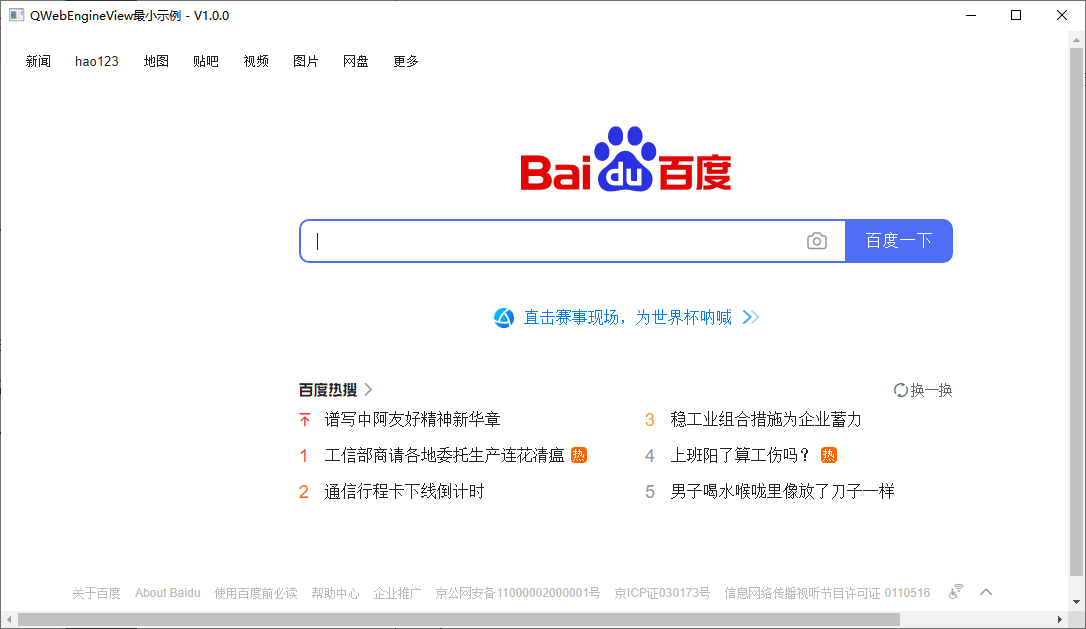 QWebEngineView最小示例 - V1.0.0
新闻 hao123 地图 贴吧 视频 图片 网盘 更多
Bai du 百度
百度一下
直击赛事现场，为世界杯呐喊
百度热搜 换一换
谱写中阿友好精神新华章 3 稳工业组合措施为企业蓄力
1 工信部商请各地委托生产连花清瘟 热 4 上班阳了算工伤吗？ 热
2 通信行程卡下线倒计时 5 男子喝水喉咙里像放了刀子一样
关于百度 About Baidu 使用百度前必读 帮助中心 企业推广 京公网安备11000002000001号 京ICP证030173号 信息网络传播视听节目许可证 0110516